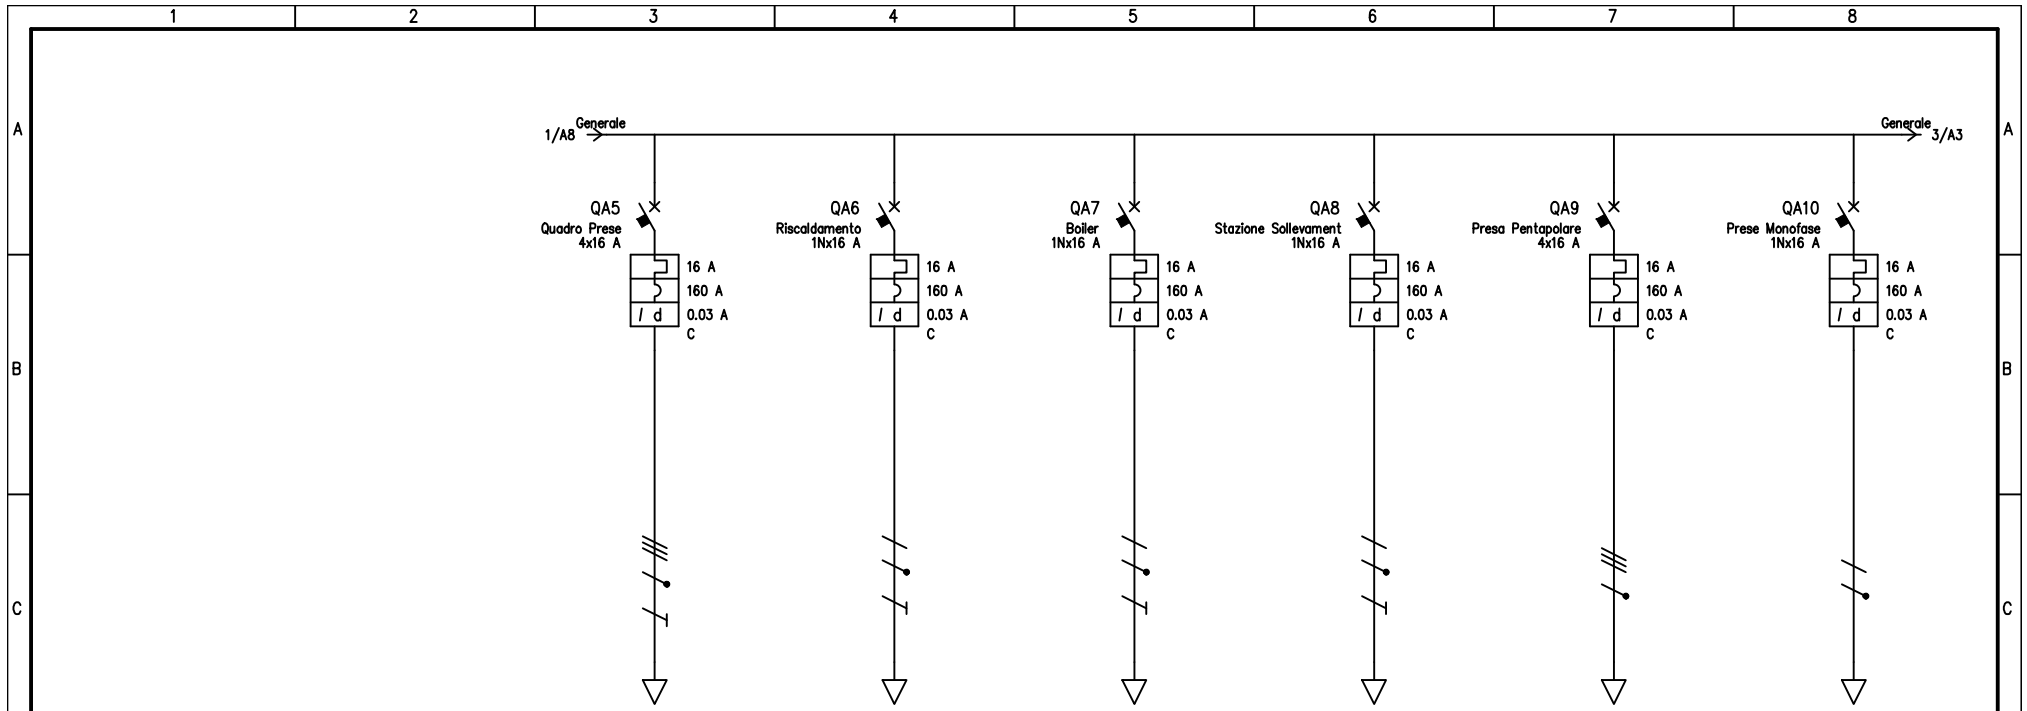 1 2 3 4 5 6 7 8
A A
Generale Generale
1/A8 3/A3
QA5 QA6 QA7 QA8 QA9 QA10
Quadro Prese Riscaldamento Boiler Stazione Sollevament Presa Pentapolare Prese Monofase
4x16 A 1Nx16 A 1Nx16 A 1Nx16 A 4x16 A 1Nx16 A
16 A 16 A 16 A 16 A 16 A 16 A
160 A 160 A 160 A 160 A 160 A 160 A
I d 0.03 A I d 0.03 A I d 0.03 A I d 0.03 A I d 0.03 A I d 0.03 A
C C C C C C
B B
C C